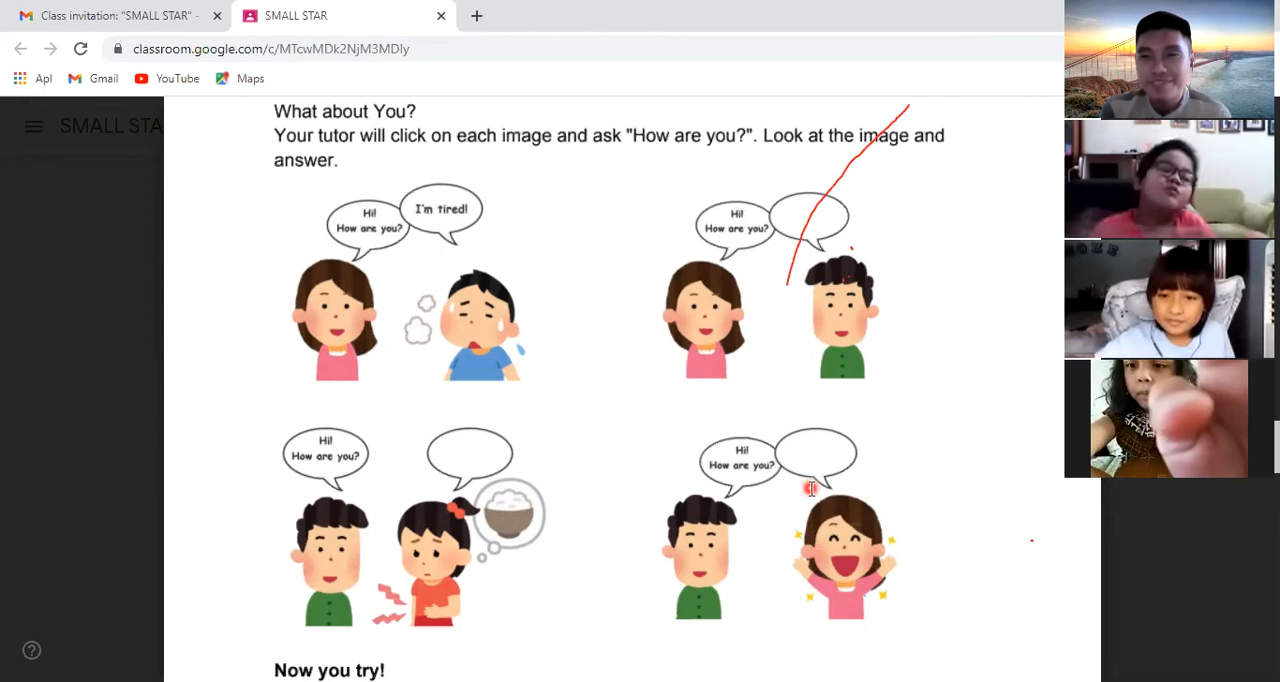 Class invitation: "SMALL STAR" -
SMALL STAR
classroom.google.com/c/MTcwMDk2NjM3MDIy
Apl
Gmail
YouTube
Maps
SMALL STA
What about You?
Your tutor will click on each image and ask "How are you?". Look at the image and
answer.
Hi!
How are you?
I'm tired!
Hi!
How are you?
Hi!
How are you?
Hi!
How are you?
Now you try!